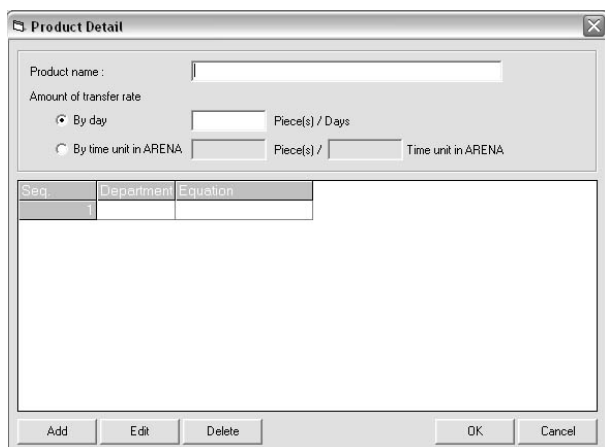 Product Detail
Product name :
Amount of transfer rate
By day Piece(s) / Days
By time unit in ARENA Piece(s) / Time unit in ARENA
Seq. Department Equation
1
Add Edit Delete OK Cancel